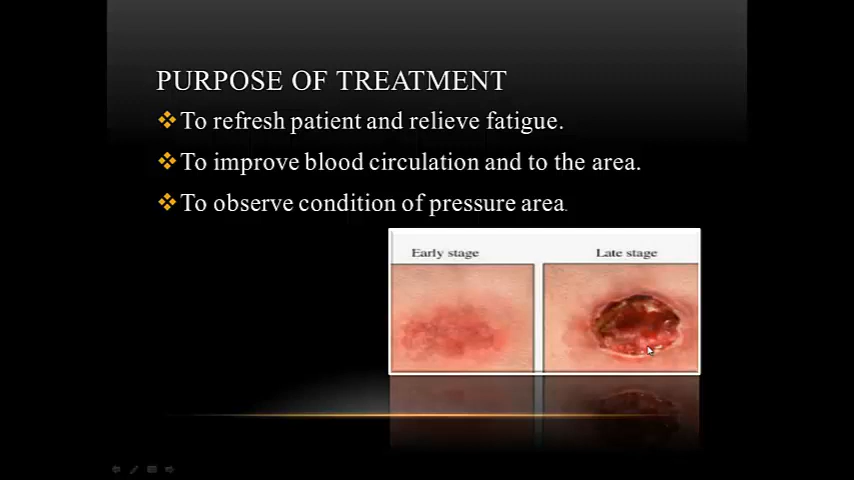 PURPOSE OF TREATMENT
To refresh patient and relieve fatigue.
To improve blood circulation and to the area.
To observe condition of pressure area.
Early stage
Late stage